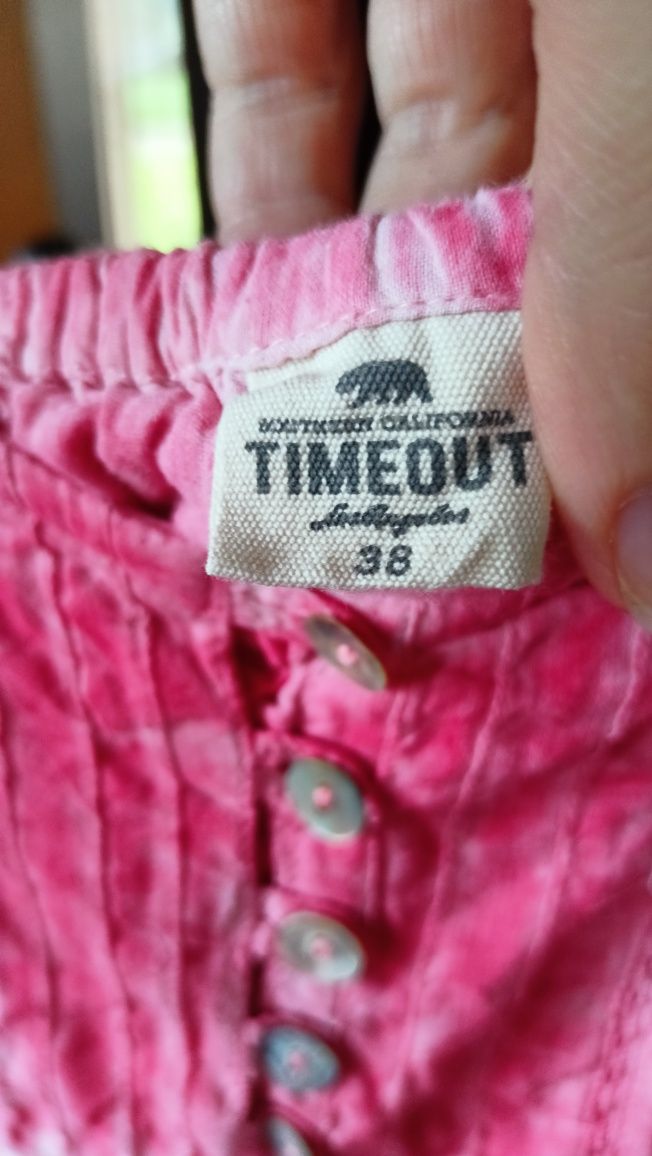 SOUTHERN CALIFORNIA
TIMEOUT
Los Angeles
38